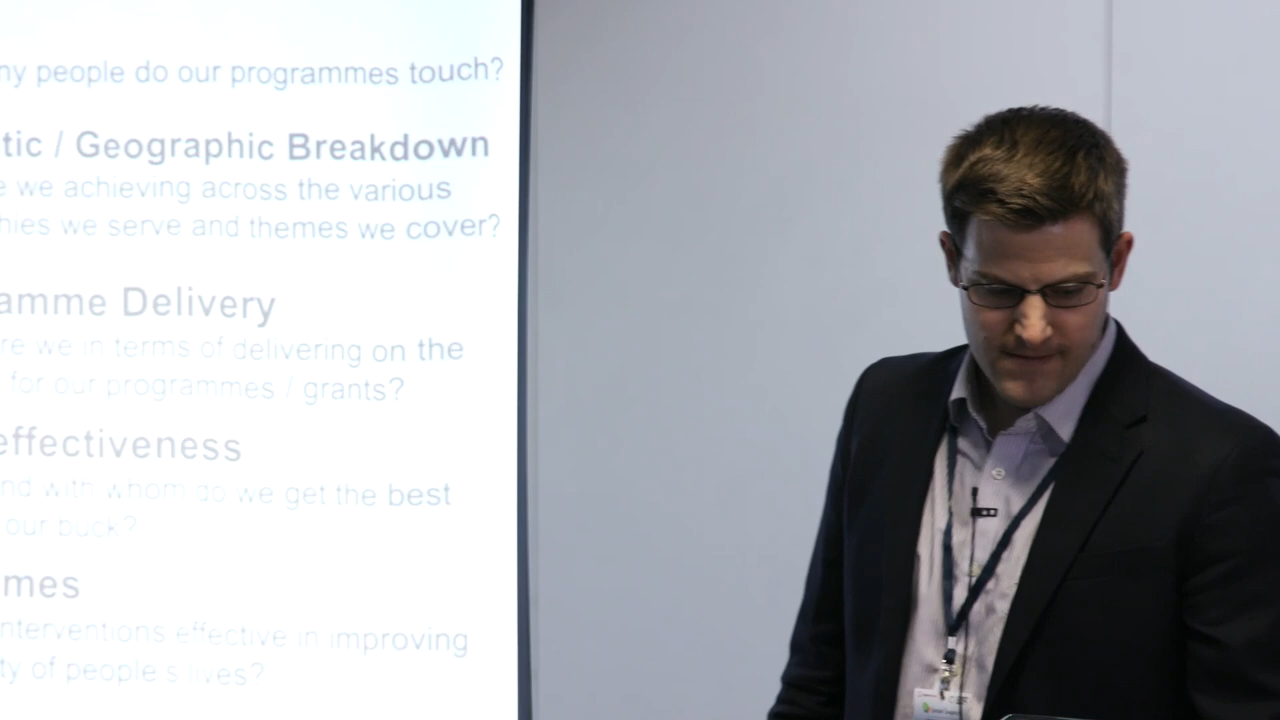 ny people do our programmes touch?
tic / Geographic Breakdown
e we achieving across the various
hies we serve and themes we cover?
amme Delivery
re we in terms of delivering on the
for our programmes / grants?
effectiveness
nd with whom do we get the best
our buck?
mes
nterventions effective in improving
ty of people's lives?